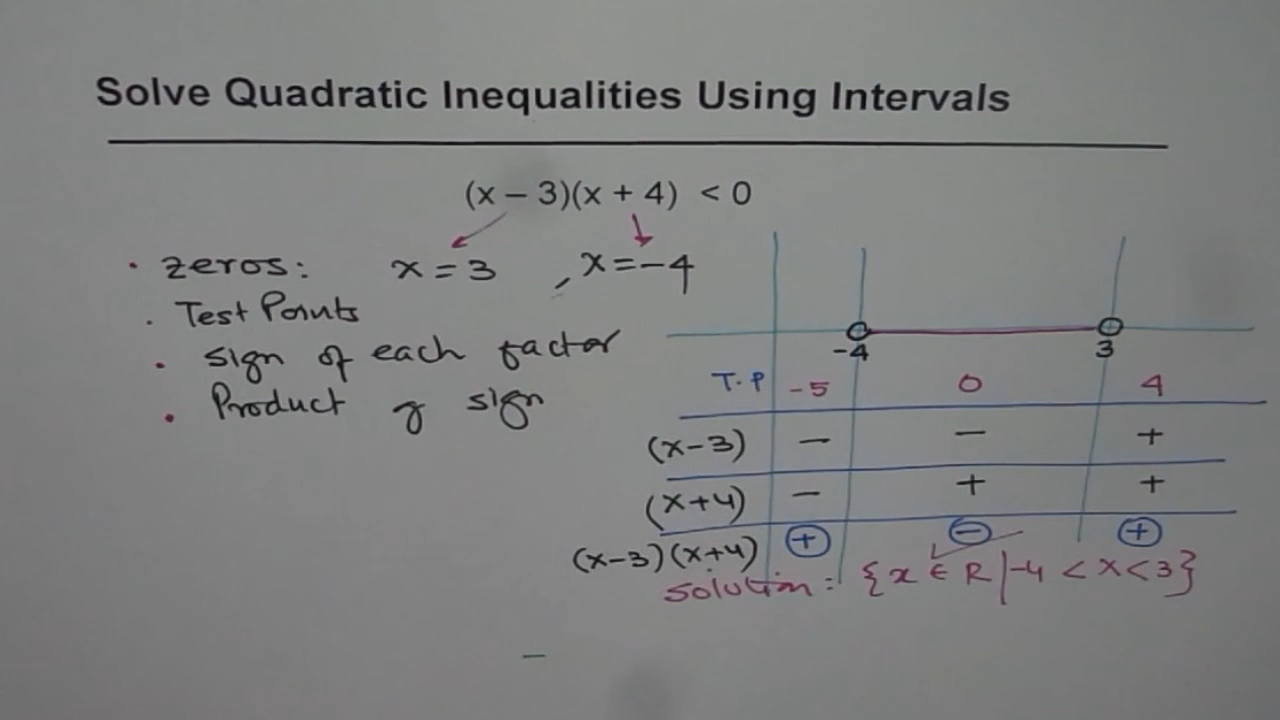 Solve Quadratic Inequalities Using Intervals
(x – 3)(x + 4) < 0
• zeros: x = 3 , x = -4
• Test Points
• Sign of each factor
• Product of sign
-4 3
T.P -5 0 4
(x-3) - - +
(x+4) - + +
(x-3)(x+4) + - +
Solution: {x ∈ R | -4 < x < 3}